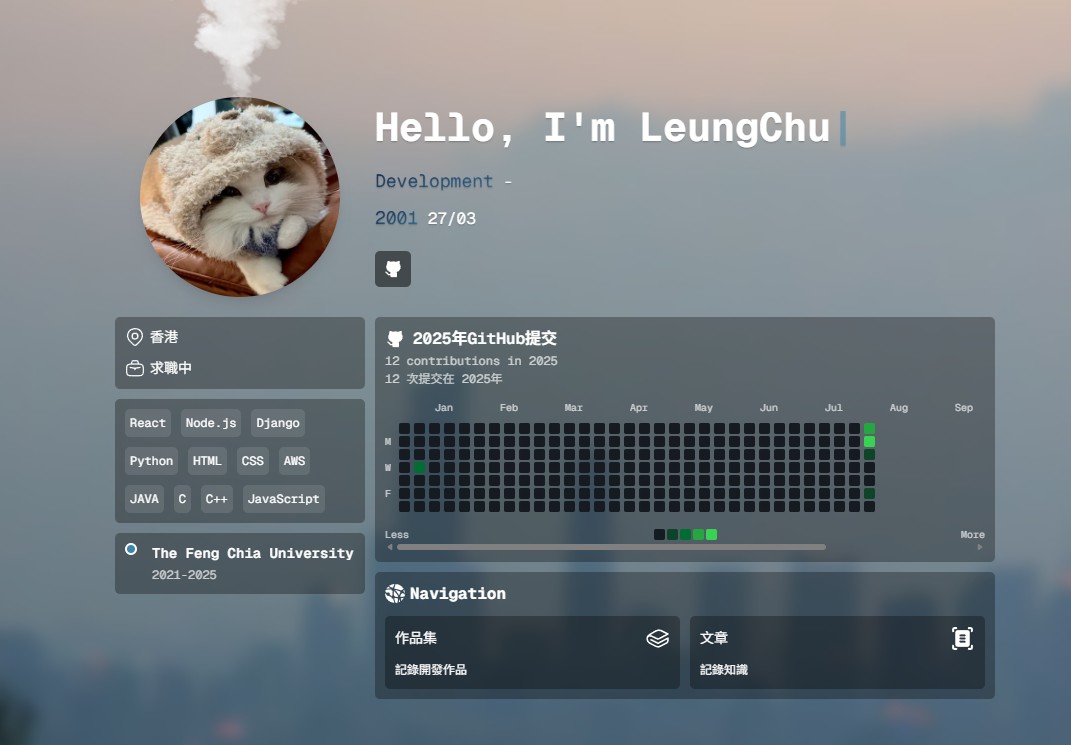 Hello, I'm LeungChu
Development -
2001 27/03
香港
求職中
React Node.js Django
Python HTML CSS AWS
JAVA C C++ JavaScript
The Feng Chia University
2021-2025
2025年GitHub提交
12 contributions in 2025
12 次提交在 2025年
Jan Feb Mar Apr May Jun Jul Aug Sep
M
W
F
Less More
Navigation
作品集
記錄開發作品
文章
記錄知識